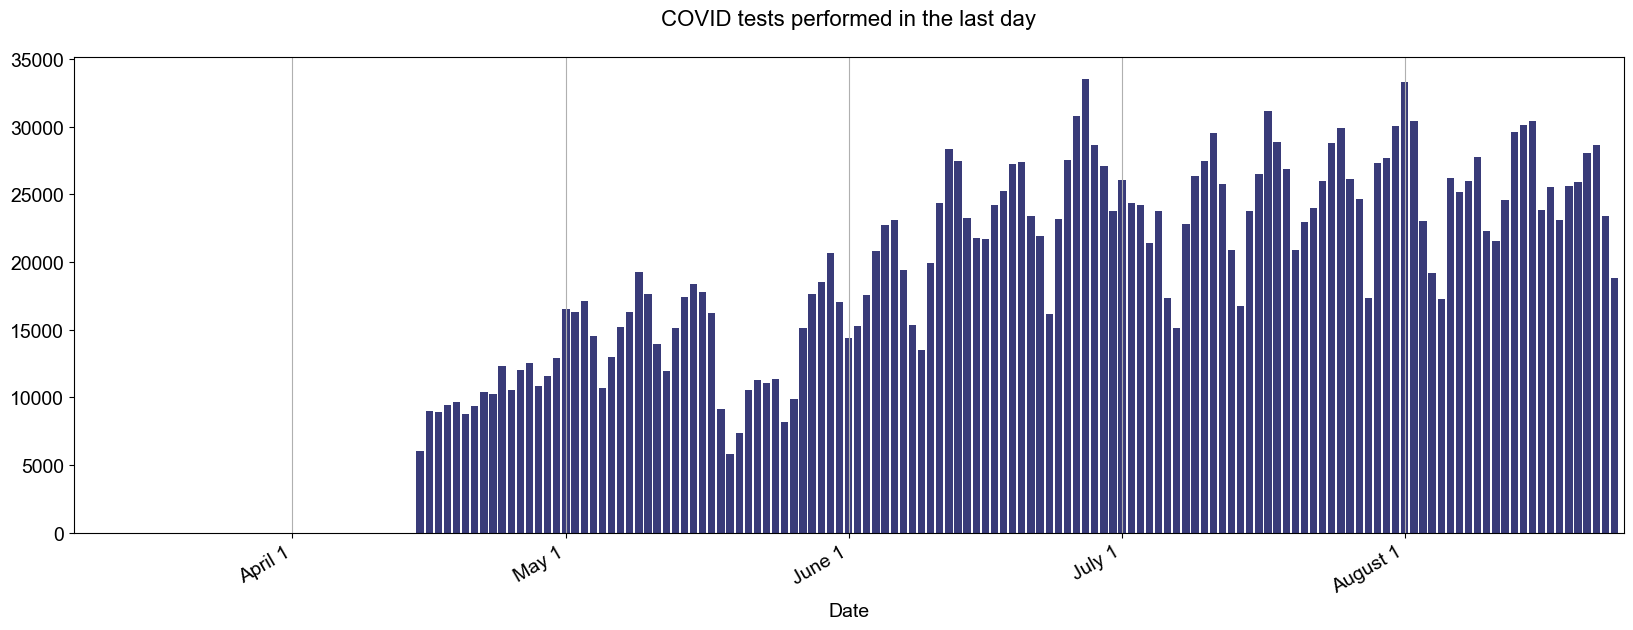 COVID tests performed in the last day
35000
30000
25000
20000
15000
10000
5000
0
April 1
May 1
June 1
July 1
August 1
Date